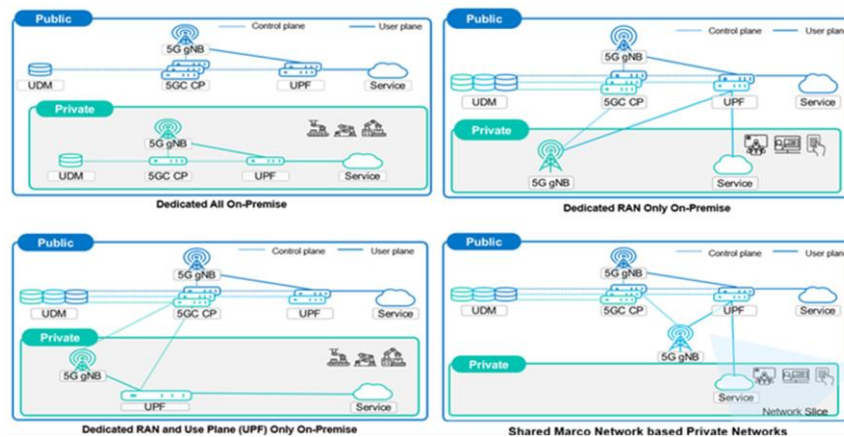 Public
Control plane
User plane
5G gNB
UDM
5GC CP
UPF
Service
Private
5G gNB
UDM
5GC CP
UPF
Service
Dedicated All On-Premise
Public
Control plane
User plane
5G gNB
UDM
5GC CP
UPF
Service
Private
5G gNB
Service
Dedicated RAN Only On-Premise
Public
Control plane
User plane
5G gNB
UDM
5GC CP
UPF
Service
Private
5G gNB
UPF
Service
Dedicated RAN and Use Plane (UPF) Only On-Premise
Public
Control plane
User plane
5G gNB
UDM
5GC CP
UPF
Service
5G gNB
Private
Service
Network Slice
Shared Marco Network based Private Networks